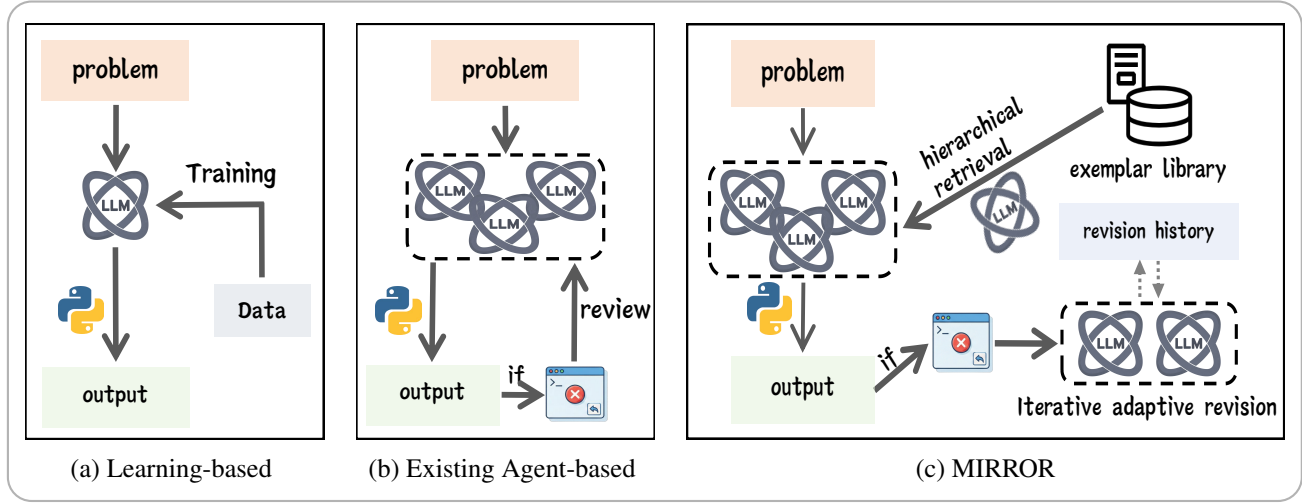 problem
LLM
Training
Data
output
(a) Learning-based
problem
LLM
LLM
LLM
review
output
if
>_
(b) Existing Agent-based
problem
LLM
LLM
LLM
hierarchical
retrieval
LLM
exemplar library
revision history
output
if
>_
LLM
LLM
Iterative adaptive revision
(c) MIRROR